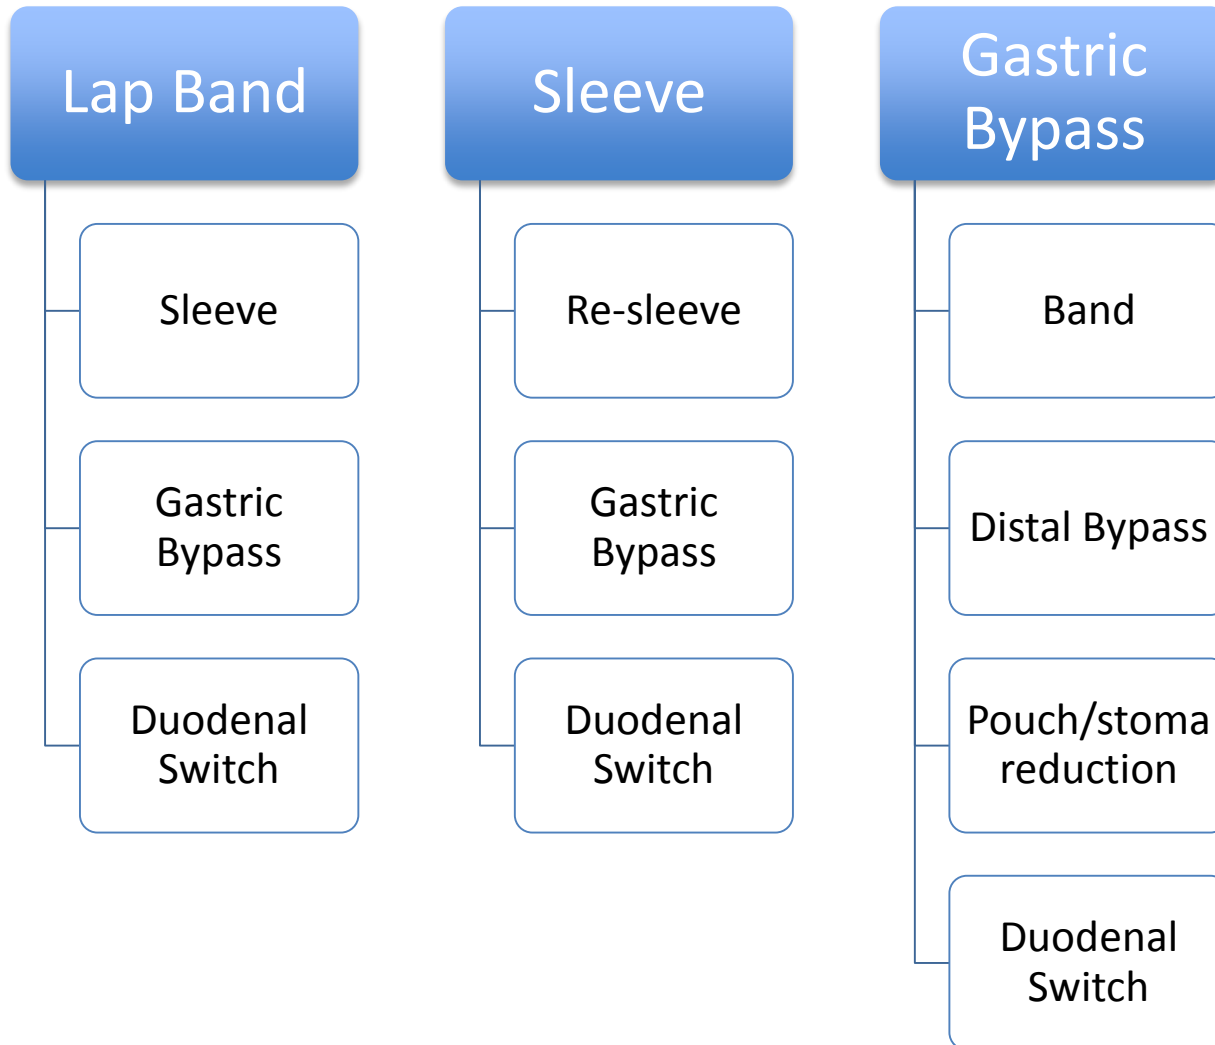 Lap Band
Sleeve
Gastric
Bypass
Duodenal
Switch
Sleeve
Re-sleeve
Gastric
Bypass
Duodenal
Switch
Gastric
Bypass
Band
Distal Bypass
Pouch/stoma
reduction
Duodenal
Switch